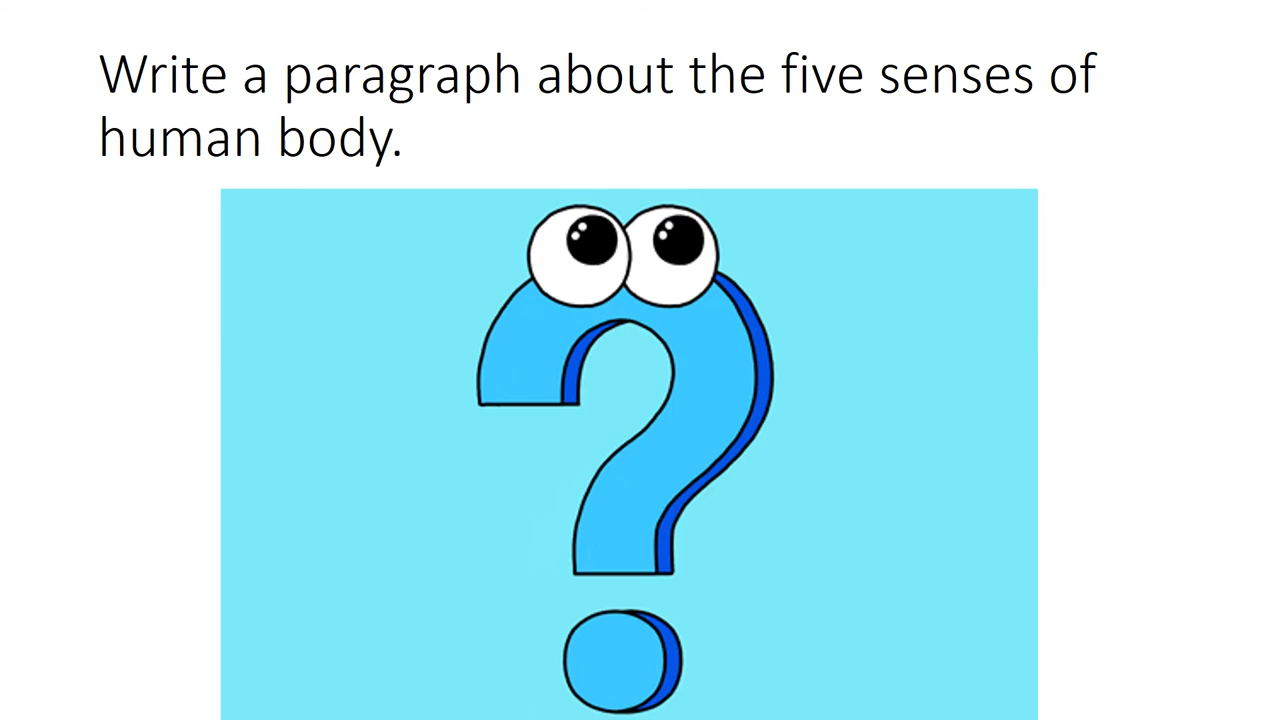 Write a paragraph about the five senses of
human body.